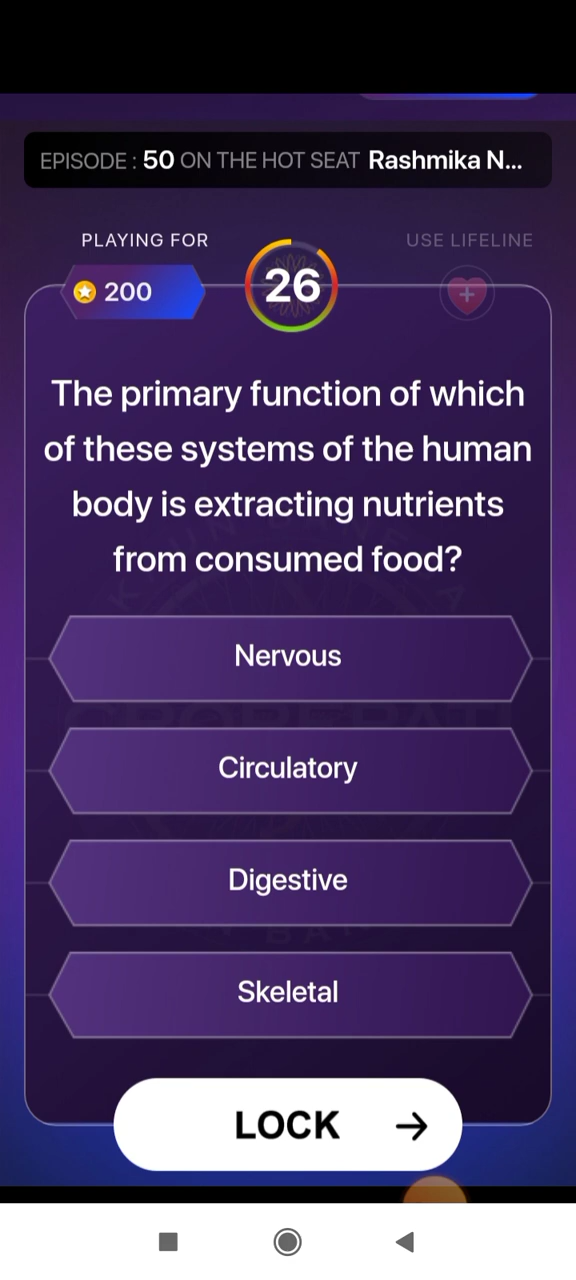 EPISODE : 50 ON THE HOT SEAT Rashmika N...
PLAYING FOR
USE LIFELINE
200
26
The primary function of which
of these systems of the human
body is extracting nutrients
from consumed food?
Nervous
Circulatory
Digestive
Skeletal
LOCK